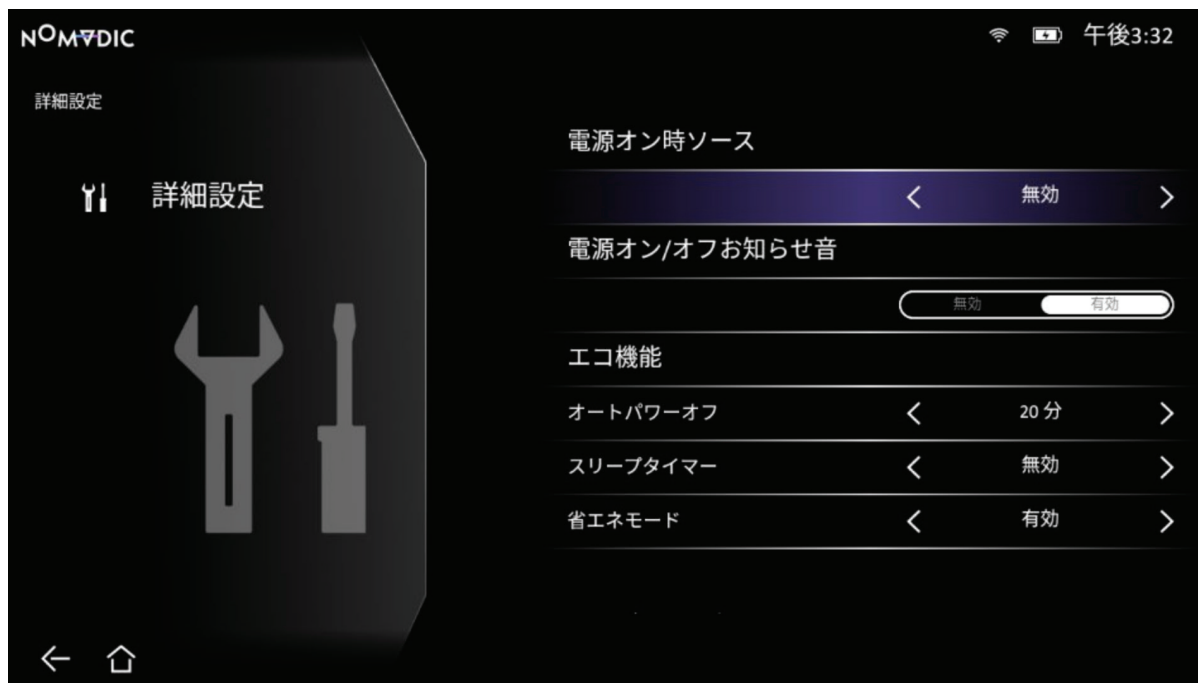 NOMADIC
午後3:32
詳細設定
詳細設定
電源オン時ソース
無効
電源オン/オフお知らせ音
無効 有効
エコ機能
オートパワーオフ 20 分
スリープタイマー 無効
省エネモード 有効